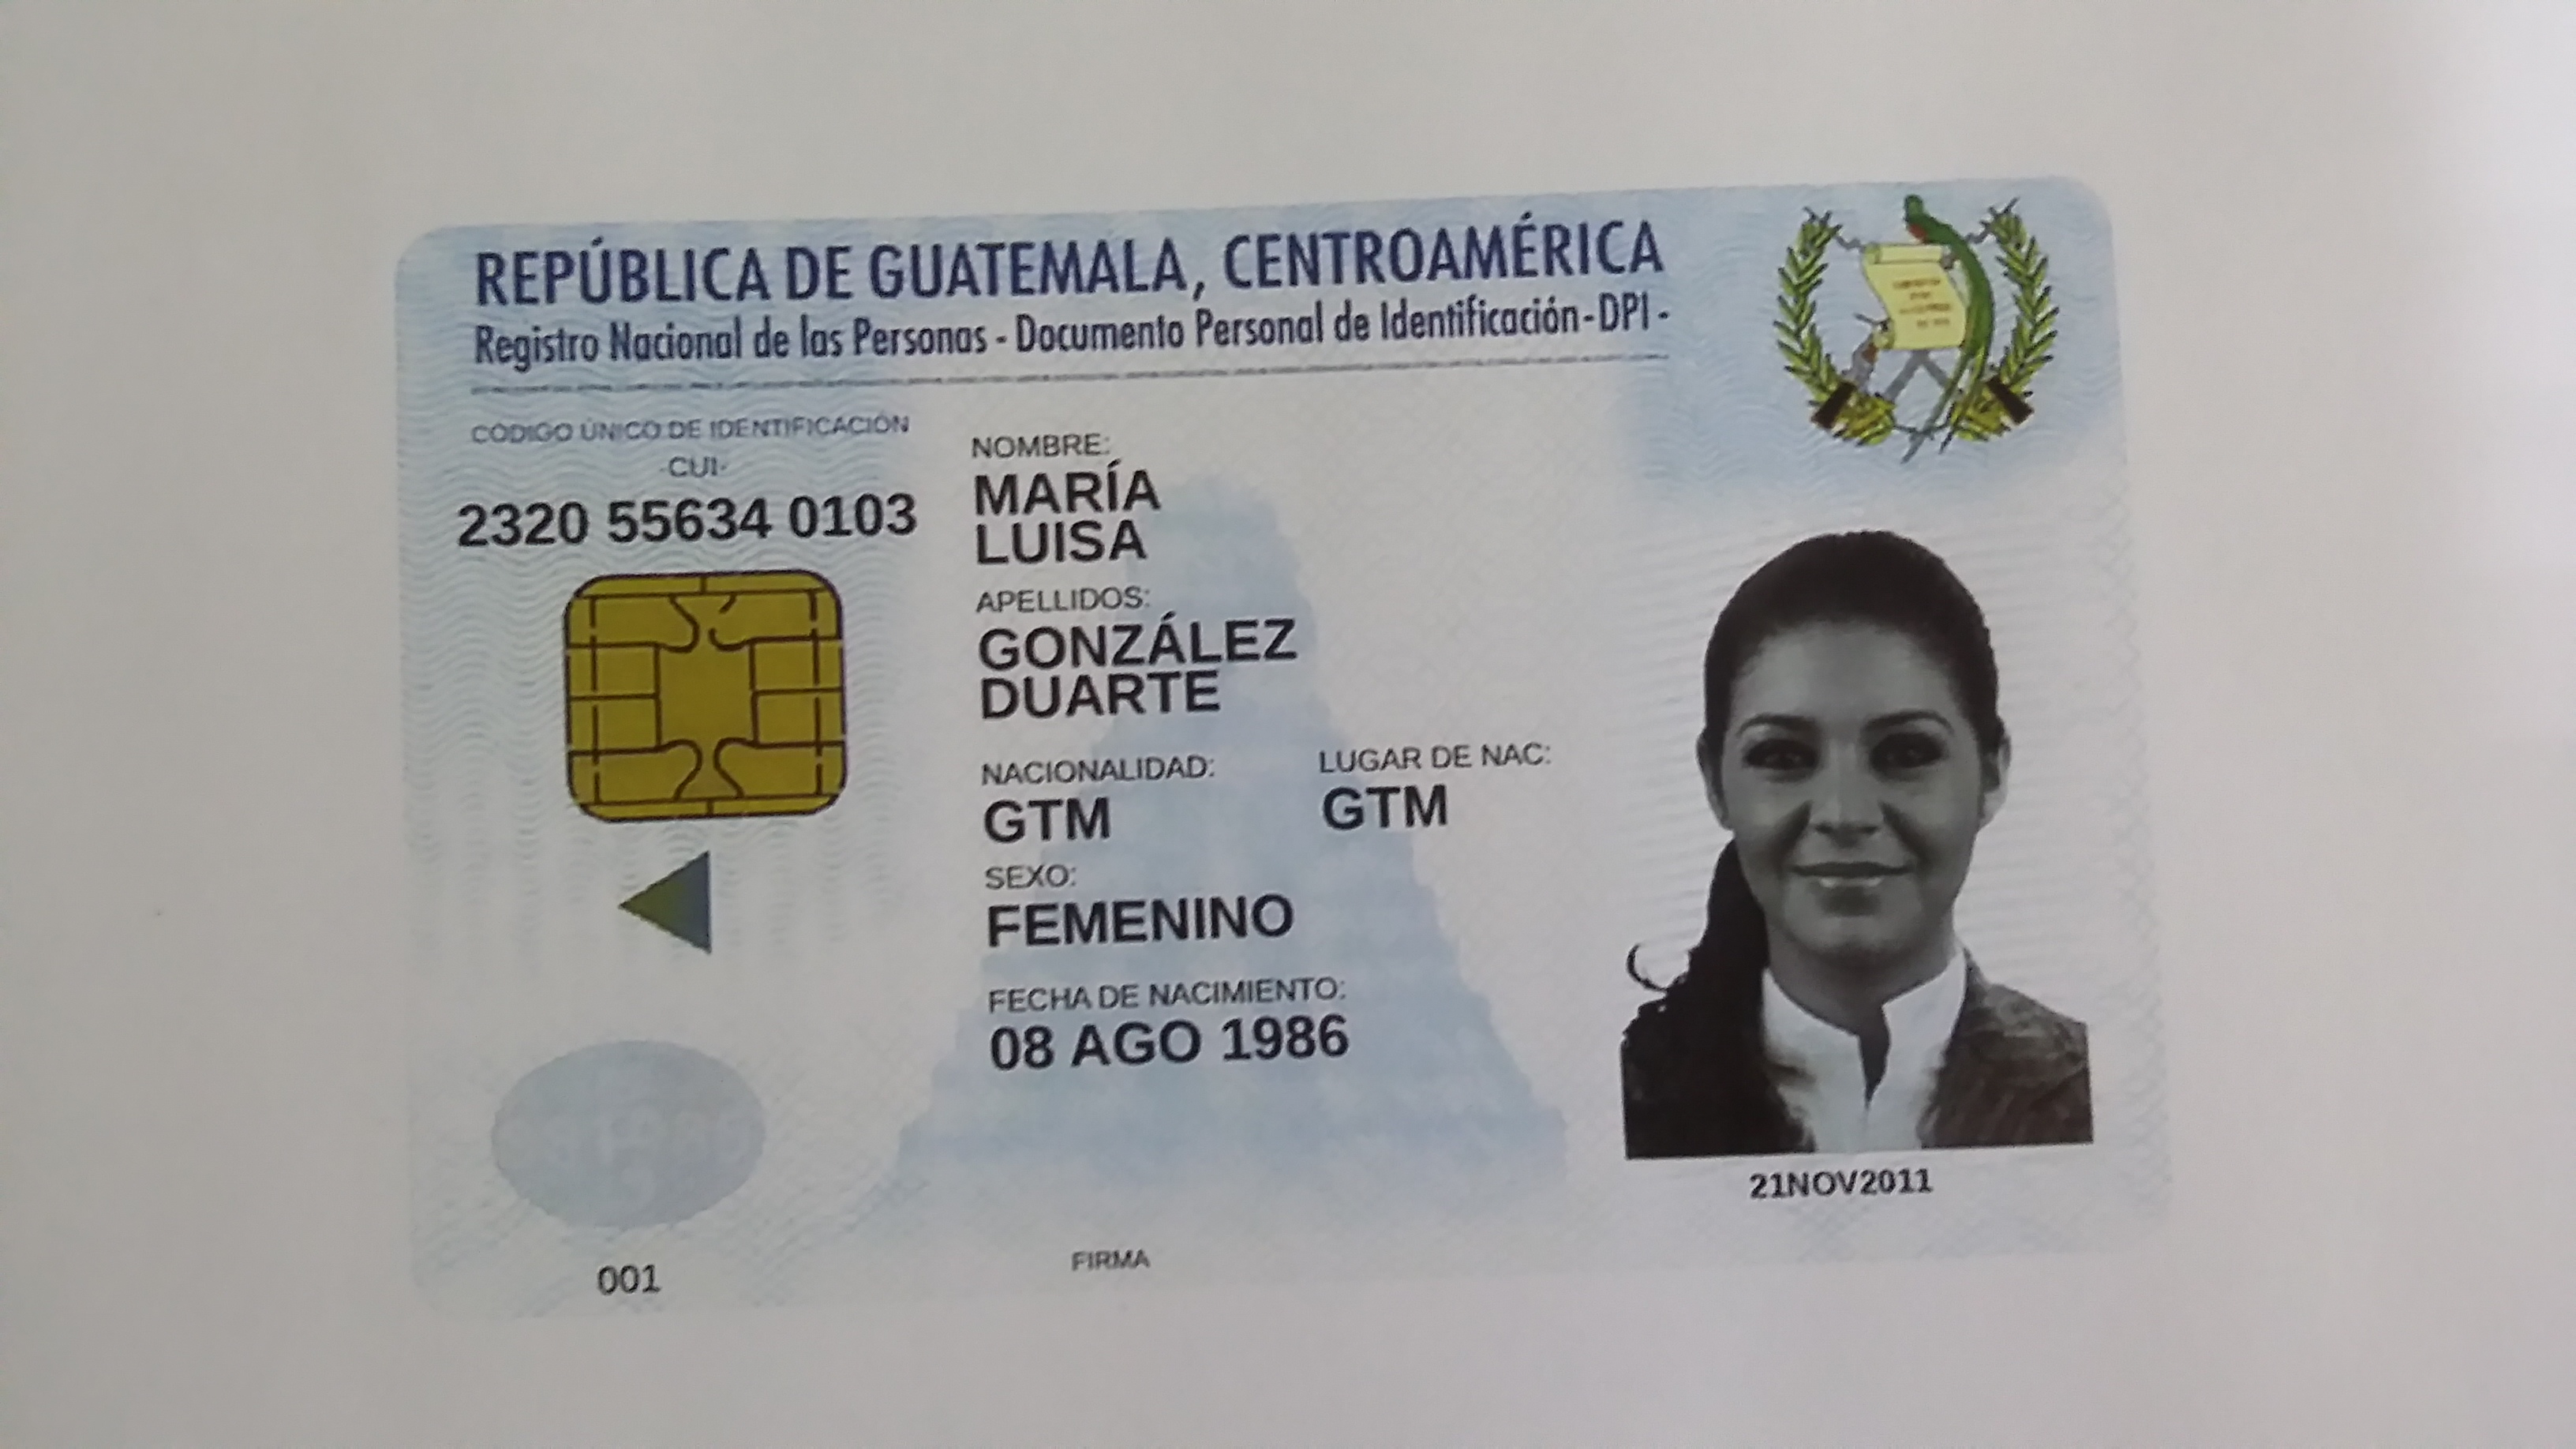 REPÚBLICA DE GUATEMALA, CENTROAMÉRICA
Registro Nacional de las Personas - Documento Personal de Identificación - DPI -
CÓDIGO ÚNICO DE IDENTIFICACIÓN
-CUI-
2320 55634 0103
NOMBRE:
MARÍA
LUISA
APELLIDOS:
GONZÁLEZ
DUARTE
NACIONALIDAD:
GTM
LUGAR DE NAC:
GTM
SEXO:
FEMENINO
FECHA DE NACIMIENTO:
08 AGO 1986
21NOV2011
001
FIRMA